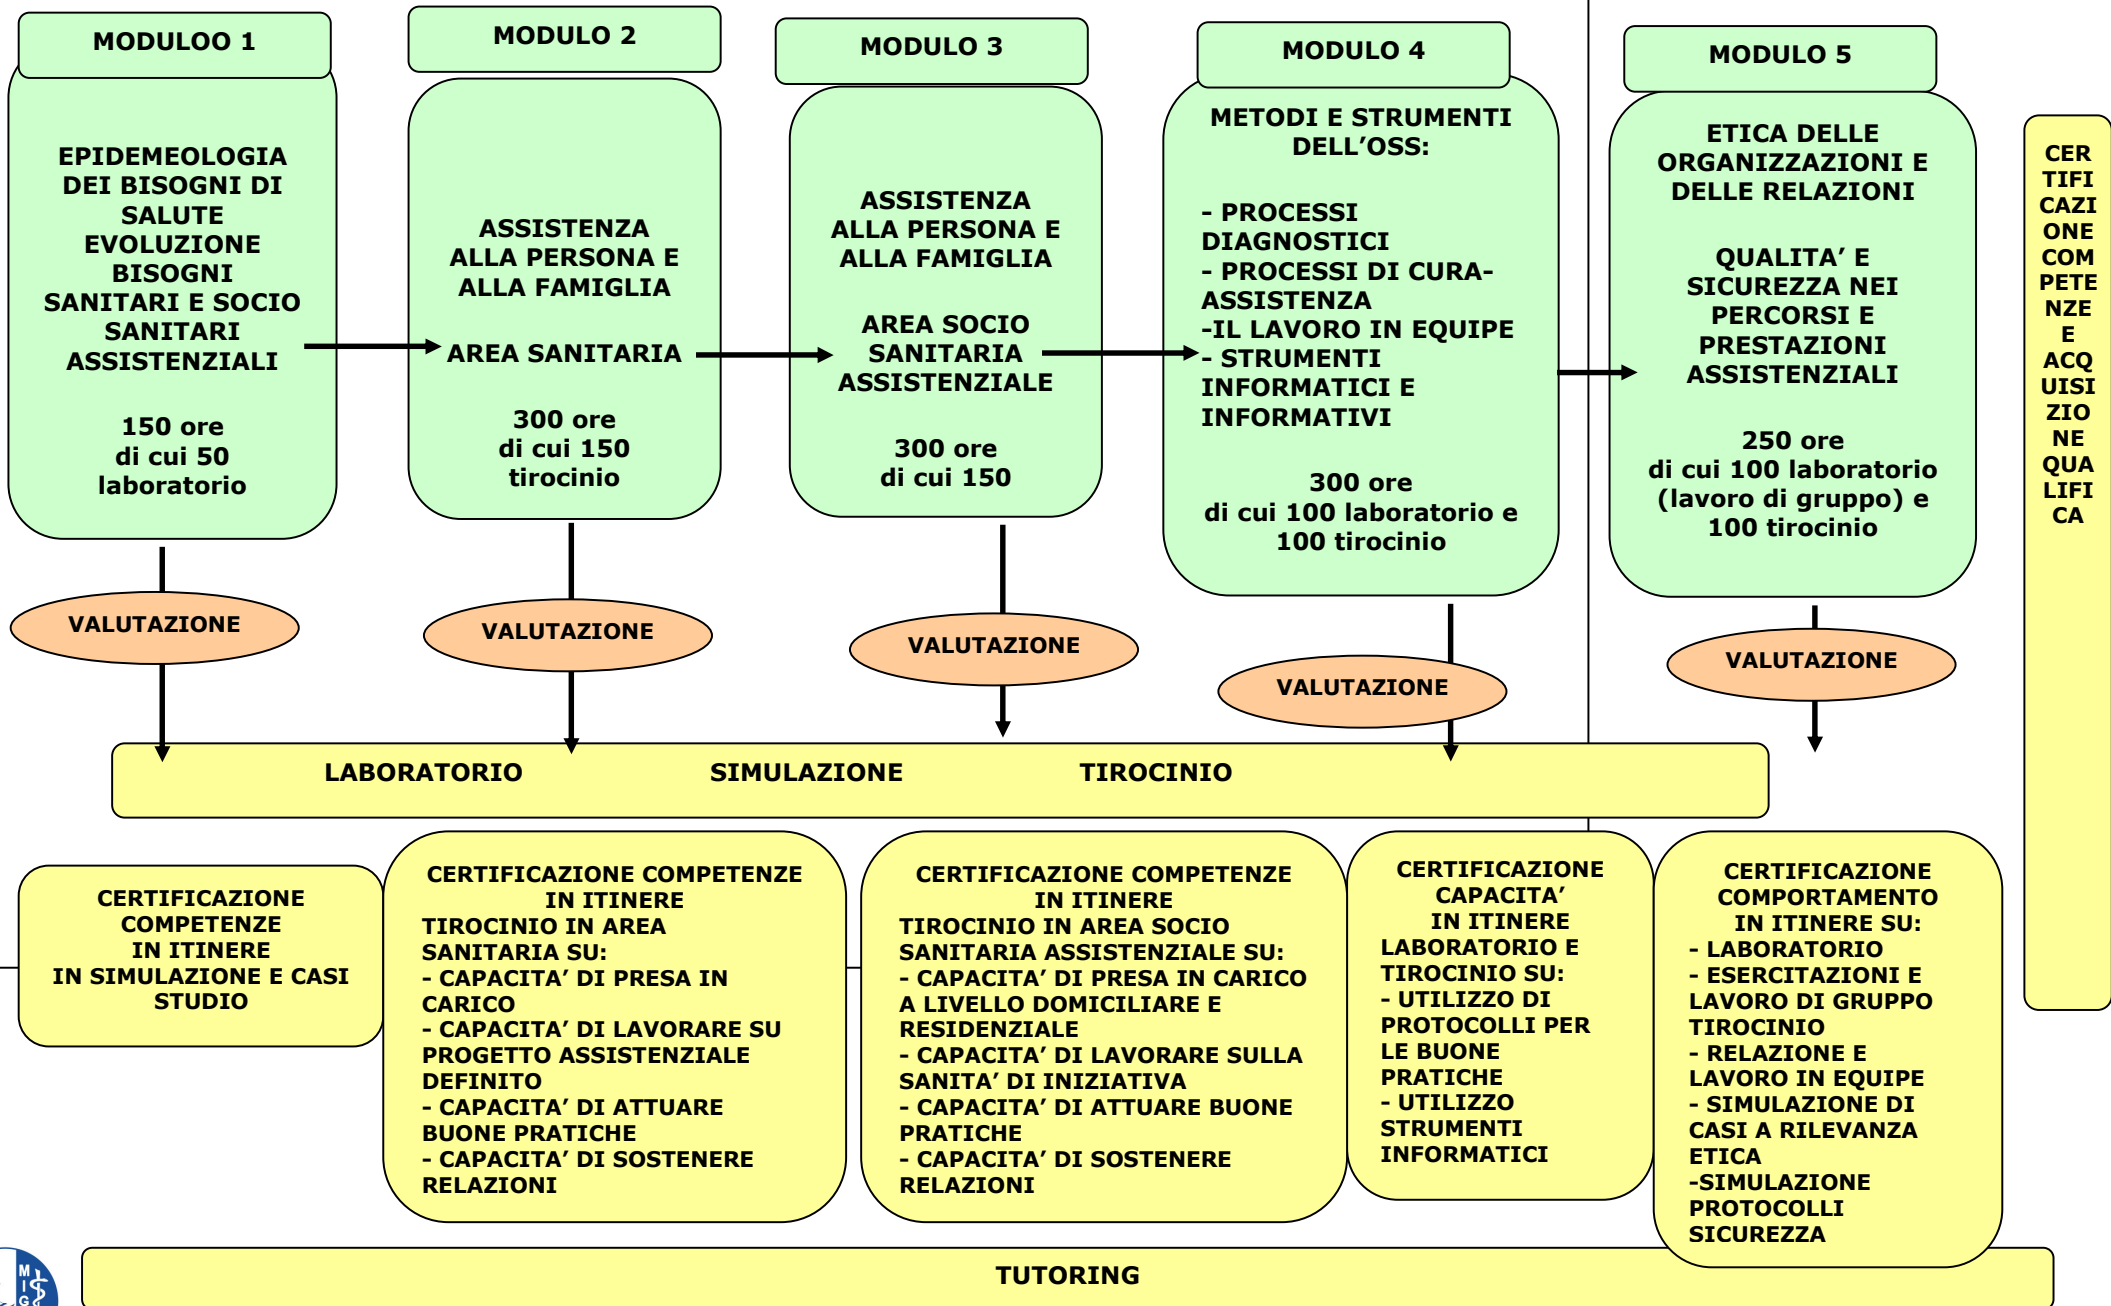 MODULOO 1
EPIDEMEOLOGIA
DEI BISOGNI DI
SALUTE
EVOLUZIONE
BISOGNI
SANITARI E SOCIO
SANITARI
ASSISTENZIALI
150 ore
di cui 50
laboratorio
MODULO 2
ASSISTENZA
ALLA PERSONA E
ALLA FAMIGLIA
AREA SANITARIA
300 ore
di cui 150
tirocinio
MODULO 3
ASSISTENZA
ALLA PERSONA E
ALLA FAMIGLIA
AREA SOCIO
SANITARIA
ASSISTENZIALE
300 ore
di cui 150
MODULO 4
METODI E STRUMENTI
DELL’OSS:
- PROCESSI
DIAGNOSTICI
- PROCESSI DI CURA-
ASSISTENZA
-IL LAVORO IN EQUIPE
- STRUMENTI
INFORMATICI E
INFORMATIVI
300 ore
di cui 100 laboratorio e
100 tirocinio
MODULO 5
ETICA DELLE
ORGANIZZAZIONI E
DELLE RELAZIONI
QUALITA’ E
SICUREZZA NEI
PERCORSI E
PRESTAZIONI
ASSISTENZIALI
250 ore
di cui 100 laboratorio
(lavoro di gruppo) e
100 tirocinio
CER
TIFI
CAZI
ONE
COM
PETE
NZE
E
ACQ
UISI
ZIO
NE
QUA
LIFI
CA
VALUTAZIONE
VALUTAZIONE
VALUTAZIONE
VALUTAZIONE
VALUTAZIONE
LABORATORIO SIMULAZIONE TIROCINIO
CERTIFICAZIONE
COMPETENZE
IN ITINERE
IN SIMULAZIONE E CASI
STUDIO
CERTIFICAZIONE COMPETENZE
IN ITINERE
TIROCINIO IN AREA
SANITARIA SU:
- CAPACITA’ DI PRESA IN
CARICO
- CAPACITA’ DI LAVORARE SU
PROGETTO ASSISTENZIALE
DEFINITO
- CAPACITA’ DI ATTUARE
BUONE PRATICHE
- CAPACITA’ DI SOSTENERE
RELAZIONI
CERTIFICAZIONE COMPETENZE
IN ITINERE
TIROCINIO IN AREA SOCIO
SANITARIA ASSISTENZIALE SU:
- CAPACITA’ DI PRESA IN CARICO
A LIVELLO DOMICILIARE E
RESIDENZIALE
- CAPACITA’ DI LAVORARE SULLA
SANITA’ DI INIZIATIVA
- CAPACITA’ DI ATTUARE BUONE
PRATICHE
- CAPACITA’ DI SOSTENERE
RELAZIONI
CERTIFICAZIONE
CAPACITA’
IN ITINERE
LABORATORIO E
TIROCINIO SU:
- UTILIZZO DI
PROTOCOLLI PER
LE BUONE
PRATICHE
- UTILIZZO
STRUMENTI
INFORMATICI
CERTIFICAZIONE
COMPORTAMENTO
IN ITINERE SU:
- LABORATORIO
- ESERCITAZIONI E
LAVORO DI GRUPPO
TIROCINIO
- RELAZIONE E
LAVORO IN EQUIPE
- SIMULAZIONE DI
CASI A RILEVANZA
ETICA
-SIMULAZIONE
PROTOCOLLI
SICUREZZA
M
I
G
TUTORING